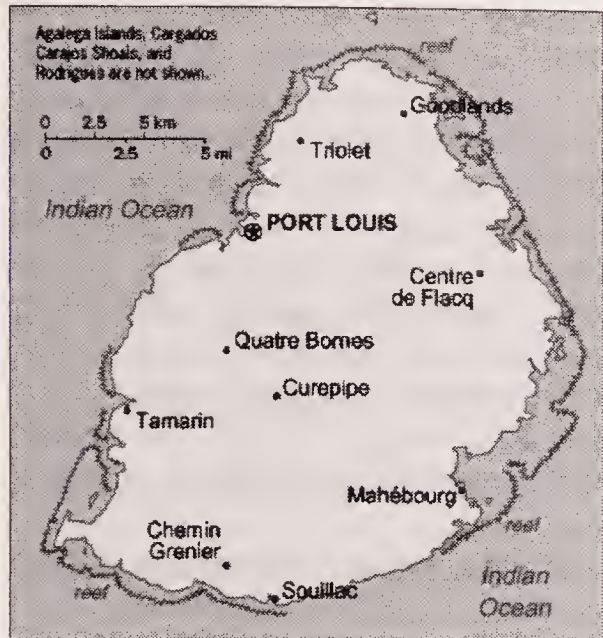 Agalega Islands, Cargados
Carajos Shoals, and
Rodrigues are not shown.
0 2.5 5 km
0 2.5 5 mi
reef
Goodlands
Triolet
Indian Ocean
PORT LOUIS
Centre
de Flacq
Quatre Bornes
Curepipe
Tamarin
Mahébourg
reef
Chemin
Grenier
Indian
Ocean
reef
Souillac